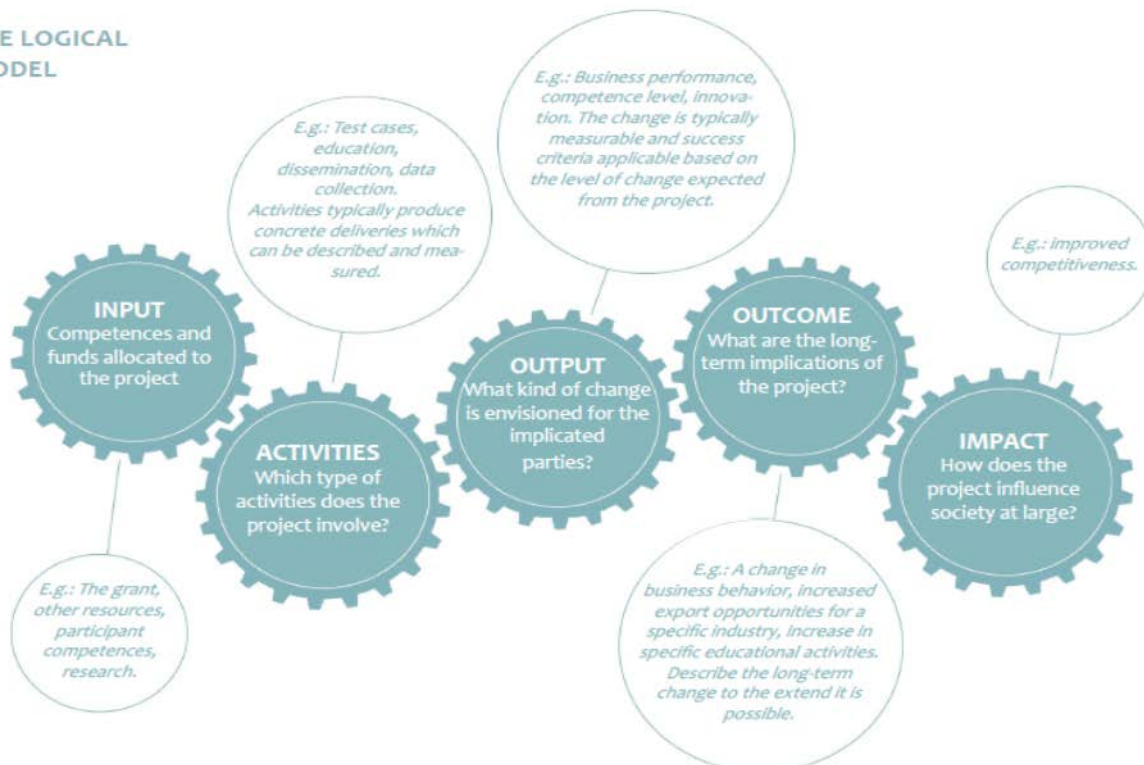 E LOGICAL
ODEL
E.g.: Test cases,
education,
dissemination, data
collection.
Activities typically produce
concrete deliveries which
can be described and mea-
sured.
E.g.: Business performance,
competence level, innova-
tion. The change is typically
measurable and success
criteria applicable based on
the level of change expected
from the project.
E.g.: improved
competitiveness.
INPUT
Competences and
funds allocated to
the project
ACTIVITIES
Which type of
activities does the
project involve?
OUTPUT
What kind of change
is envisioned for the
implicated
parties?
OUTCOME
What are the long-
term implications of
the project?
IMPACT
How does the
project influence
society at large?
E.g.: The grant,
other resources,
participant
competences,
research.
E.g.: A change in
business behavior, increased
export opportunities for a
specific industry, increase in
specific educational activities.
Describe the long-term
change to the extend it is
possible.